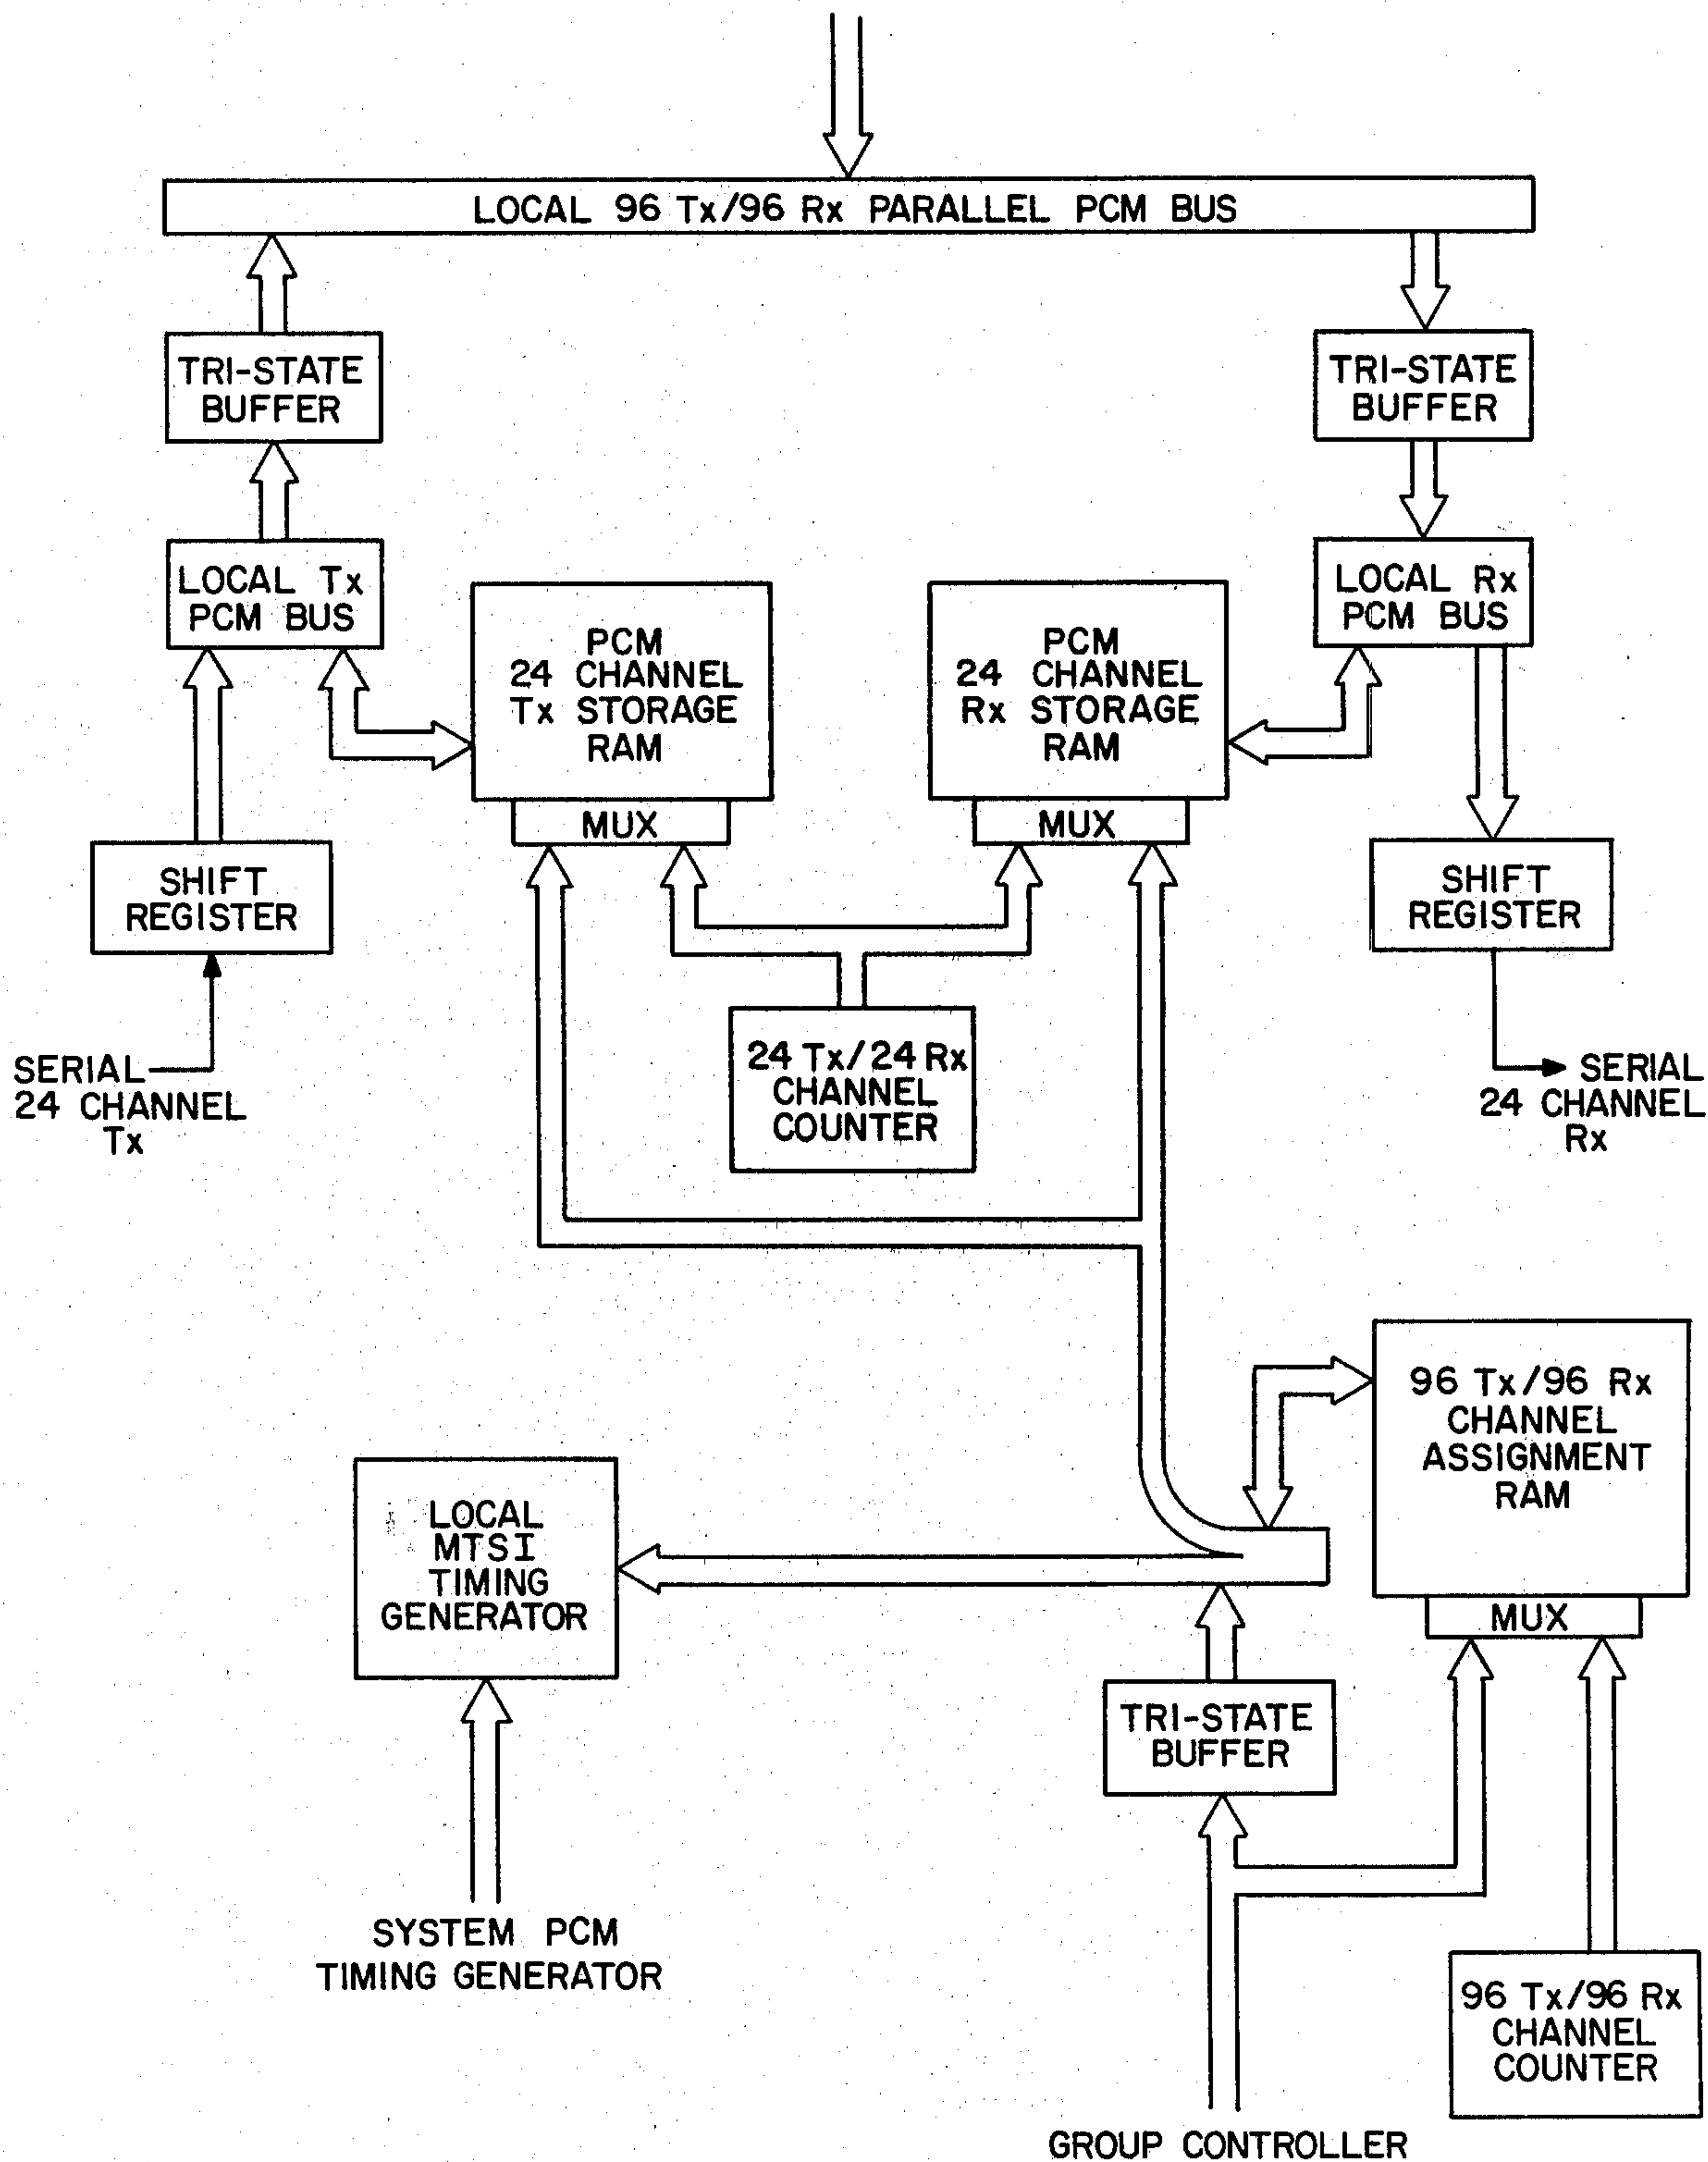 LOCAL 96 Tx/96 Rx PARALLEL PCM BUS
TRI-STATE
BUFFER
TRI-STATE
BUFFER
LOCAL Tx
PCM BUS
LOCAL Rx
PCM BUS
PCM
24 CHANNEL
Tx STORAGE
RAM
MUX
PCM
24 CHANNEL
Rx STORAGE
RAM
MUX
SHIFT
REGISTER
SHIFT
REGISTER
SERIAL
24 CHANNEL
Tx
24 Tx/24 Rx
CHANNEL
COUNTER
SERIAL
24 CHANNEL
Rx
96 Tx/96 Rx
CHANNEL
ASSIGNMENT
RAM
MUX
LOCAL
MTSI
TIMING
GENERATOR
TRI-STATE
BUFFER
SYSTEM PCM
TIMING GENERATOR
96 Tx/96 Rx
CHANNEL
COUNTER
GROUP CONTROLLER